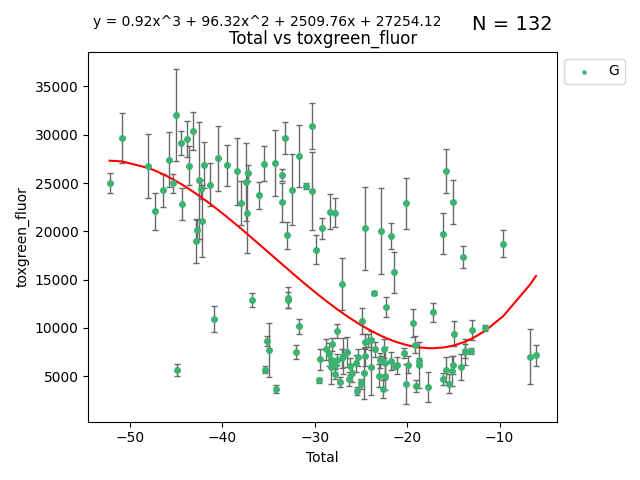 y = 0.92x^3 + 96.32x^2 + 2509.76x + 27254.12
N = 132
Total vs toxgreen_fluor
G
toxgreen_fluor
35000
30000
25000
20000
15000
10000
5000
−50
−40
−30
−20
−10
Total